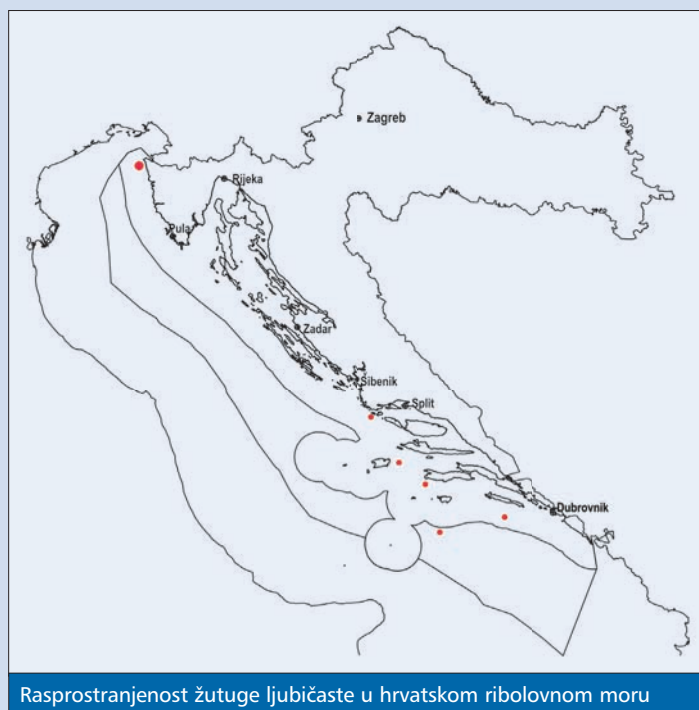 Zagreb
Rijeka
Pula
Zadar
Šibenik
Split
Dubrovnik
Rasprostranjenost žutuge ljubičaste u hrvatskom ribolovnom moru